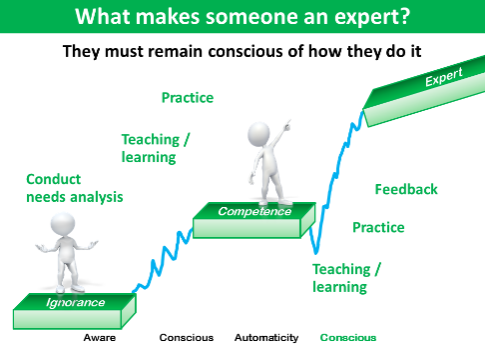 What makes someone an expert?
They must remain conscious of how they do it
Expert
Practice
Teaching /
learning
Conduct
needs analysis
Feedback
Competence
Practice
Teaching /
learning
Ignorance
Aware Conscious Automaticity Conscious